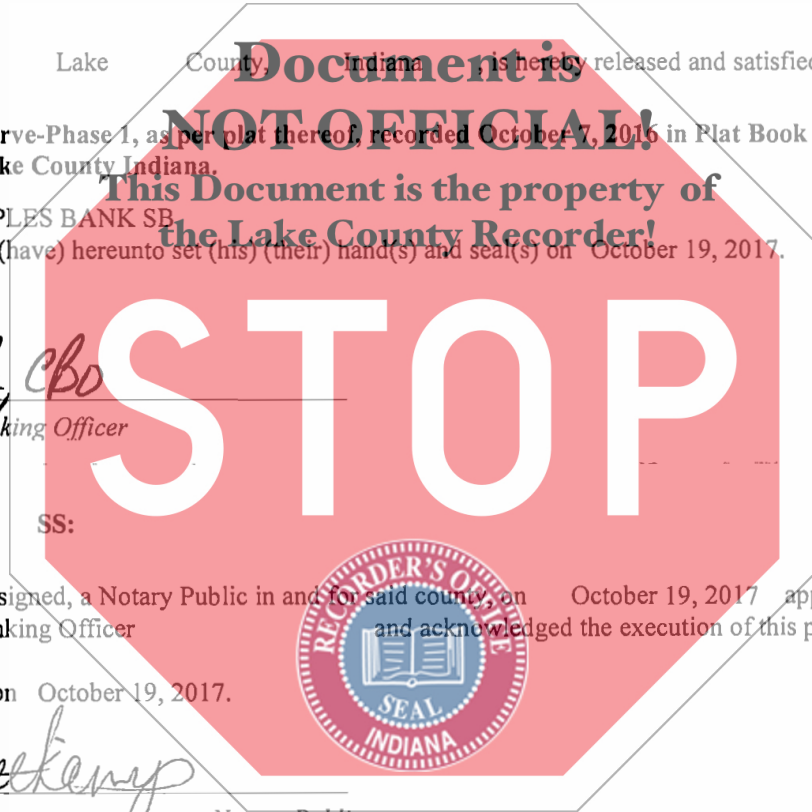 Lake County, Indiana , is hereby released and satisfied
Document is
NOT OFFICIAL!
rve-Phase 1, as per plat thereof, recorded October 7, 2016 in Plat Book
ke County Indiana.
This Document is the property of
PLES BANK SB
the Lake County Recorder!
(have) hereunto set (his) (their) hand(s) and seal(s) on October 19, 2017.
STOP
CBO
king Officer
SS:
signed, a Notary Public in and for said county, on October 19, 2017 app
king Officer and acknowledged the execution of this p
on October 19, 2017.
RECORDER'S OFFICE
SEAL
INDIANA